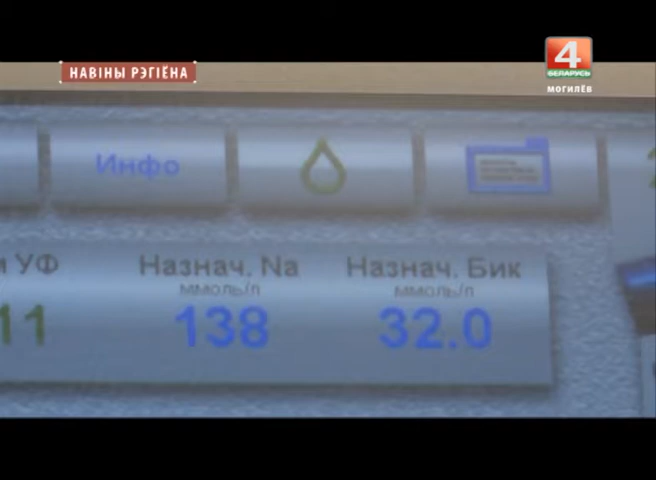 НАВІНЫ РЭГІЁНА
4
БЕЛАРУСЬ
МОГИЛЁВ
Инфо
УФ
Назнач. Na
Назнач. Бик
ммоль/л
ммоль/л
11
138
32.0